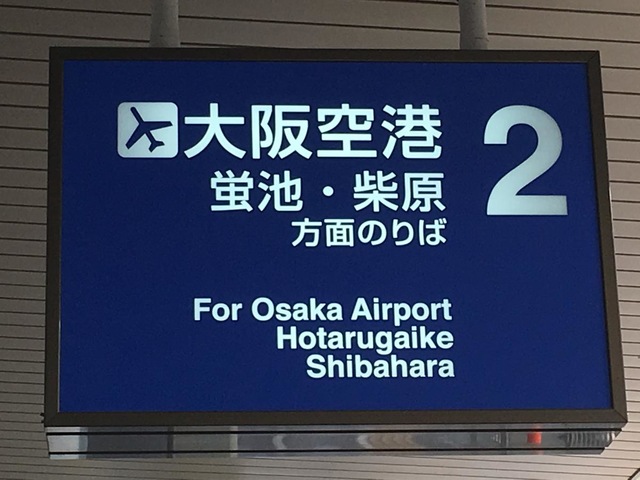 大阪空港
2
蛍池・柴原
方面のりば
For Osaka Airport
Hotarugaike
Shibahara